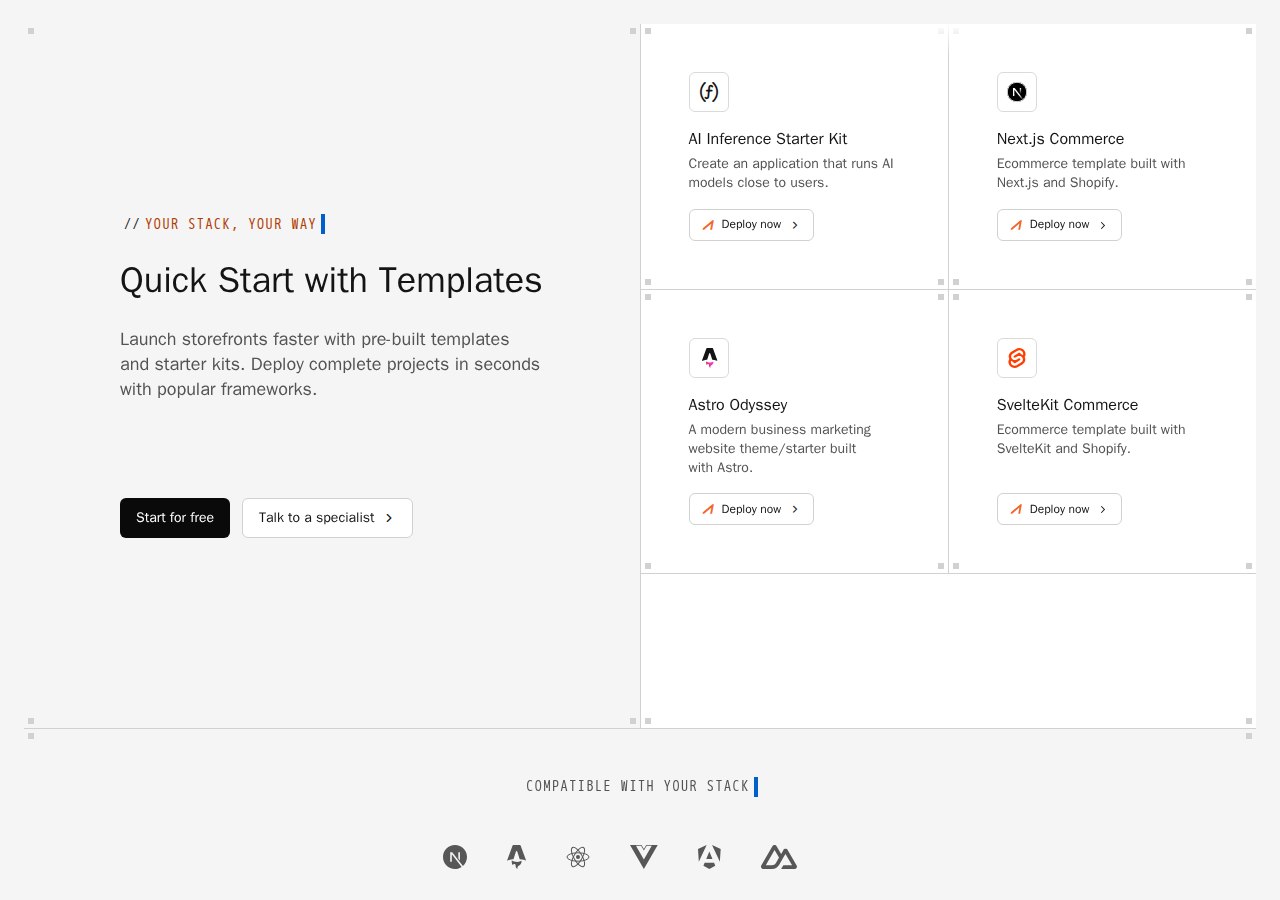 // YOUR STACK, YOUR WAY
Quick Start with Templates
Launch storefronts faster with pre-built templates
and starter kits. Deploy complete projects in seconds
with popular frameworks.
Start for free
Talk to a specialist
AI Inference Starter Kit
Create an application that runs AI
models close to users.
Deploy now
Next.js Commerce
Ecommerce template built with
Next.js and Shopify.
Deploy now
Astro Odyssey
A modern business marketing
website theme/starter built
with Astro.
Deploy now
SvelteKit Commerce
Ecommerce template built with
SvelteKit and Shopify.
Deploy now
COMPATIBLE WITH YOUR STACK